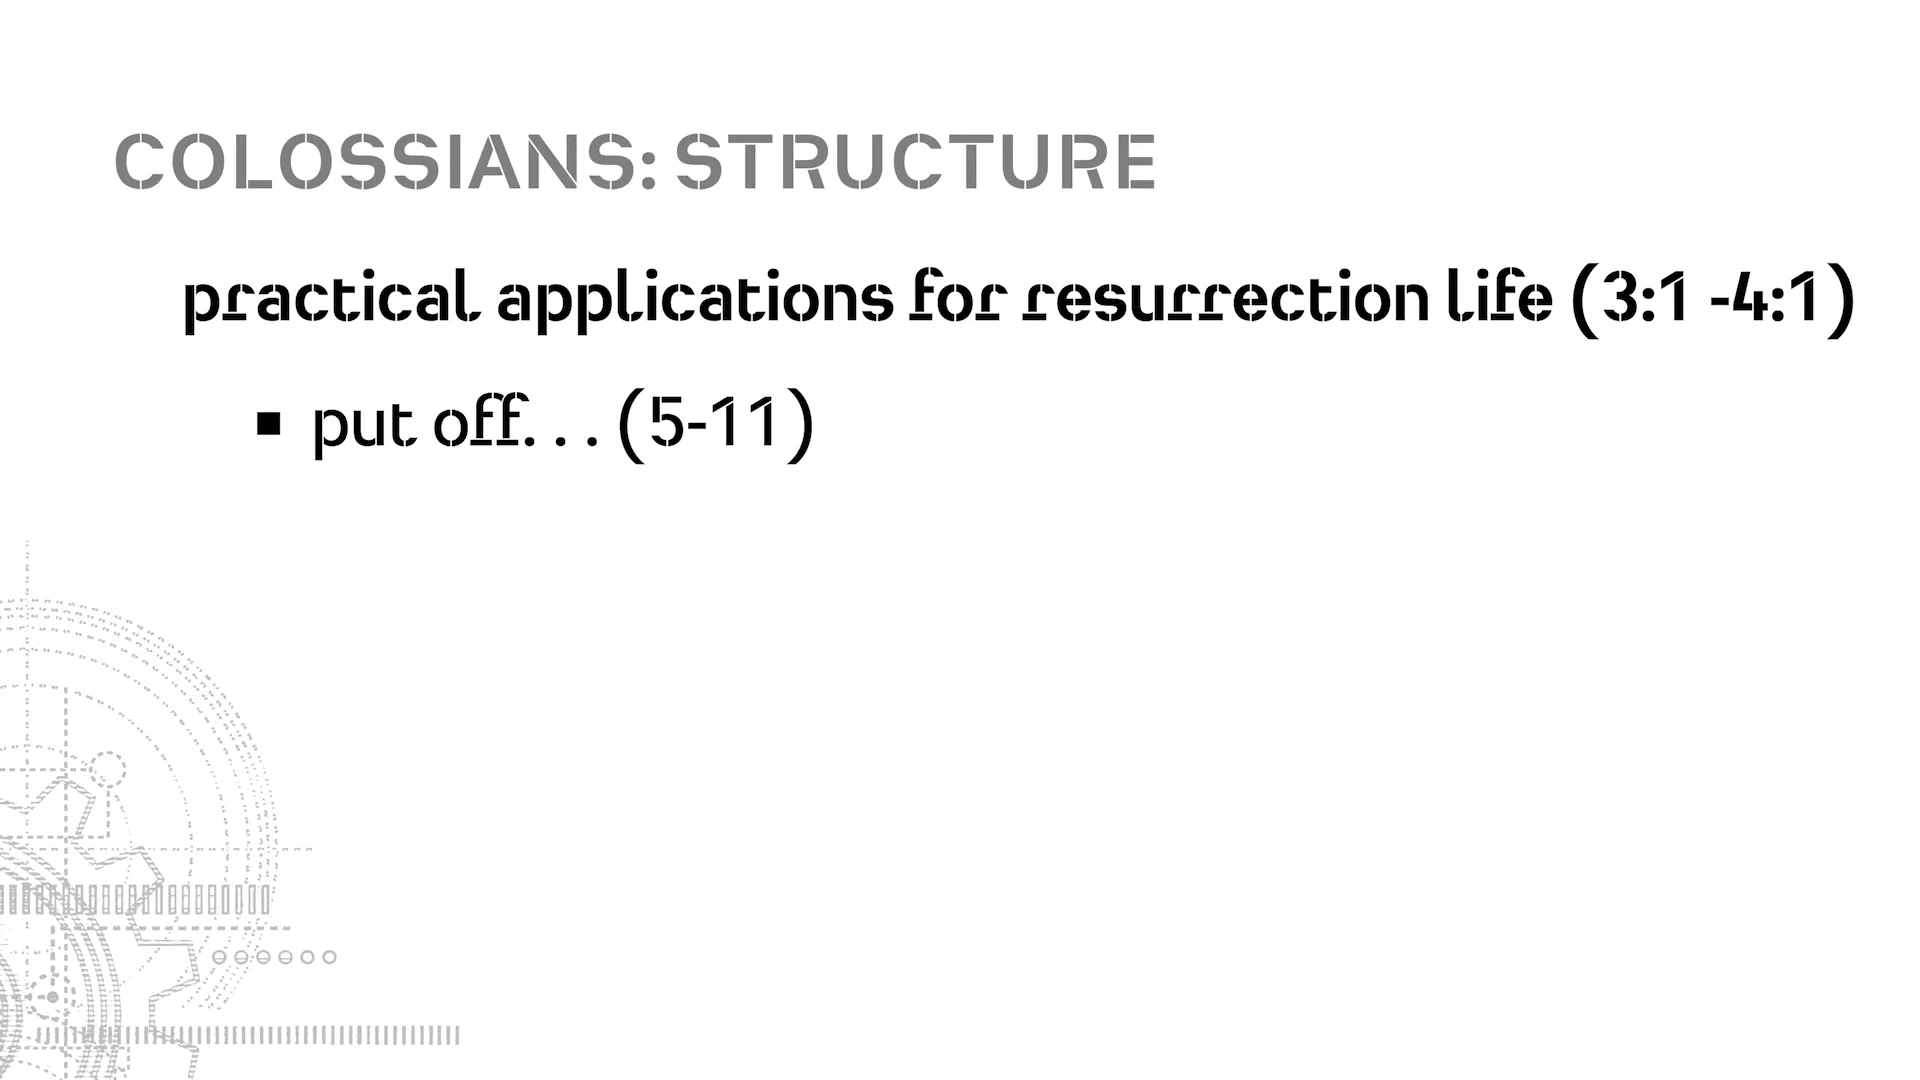 COLOSSIANS: STRUCTURE
practical applications for resurrection life (3:1 -4:1)
▪ put off. . . (5-11)